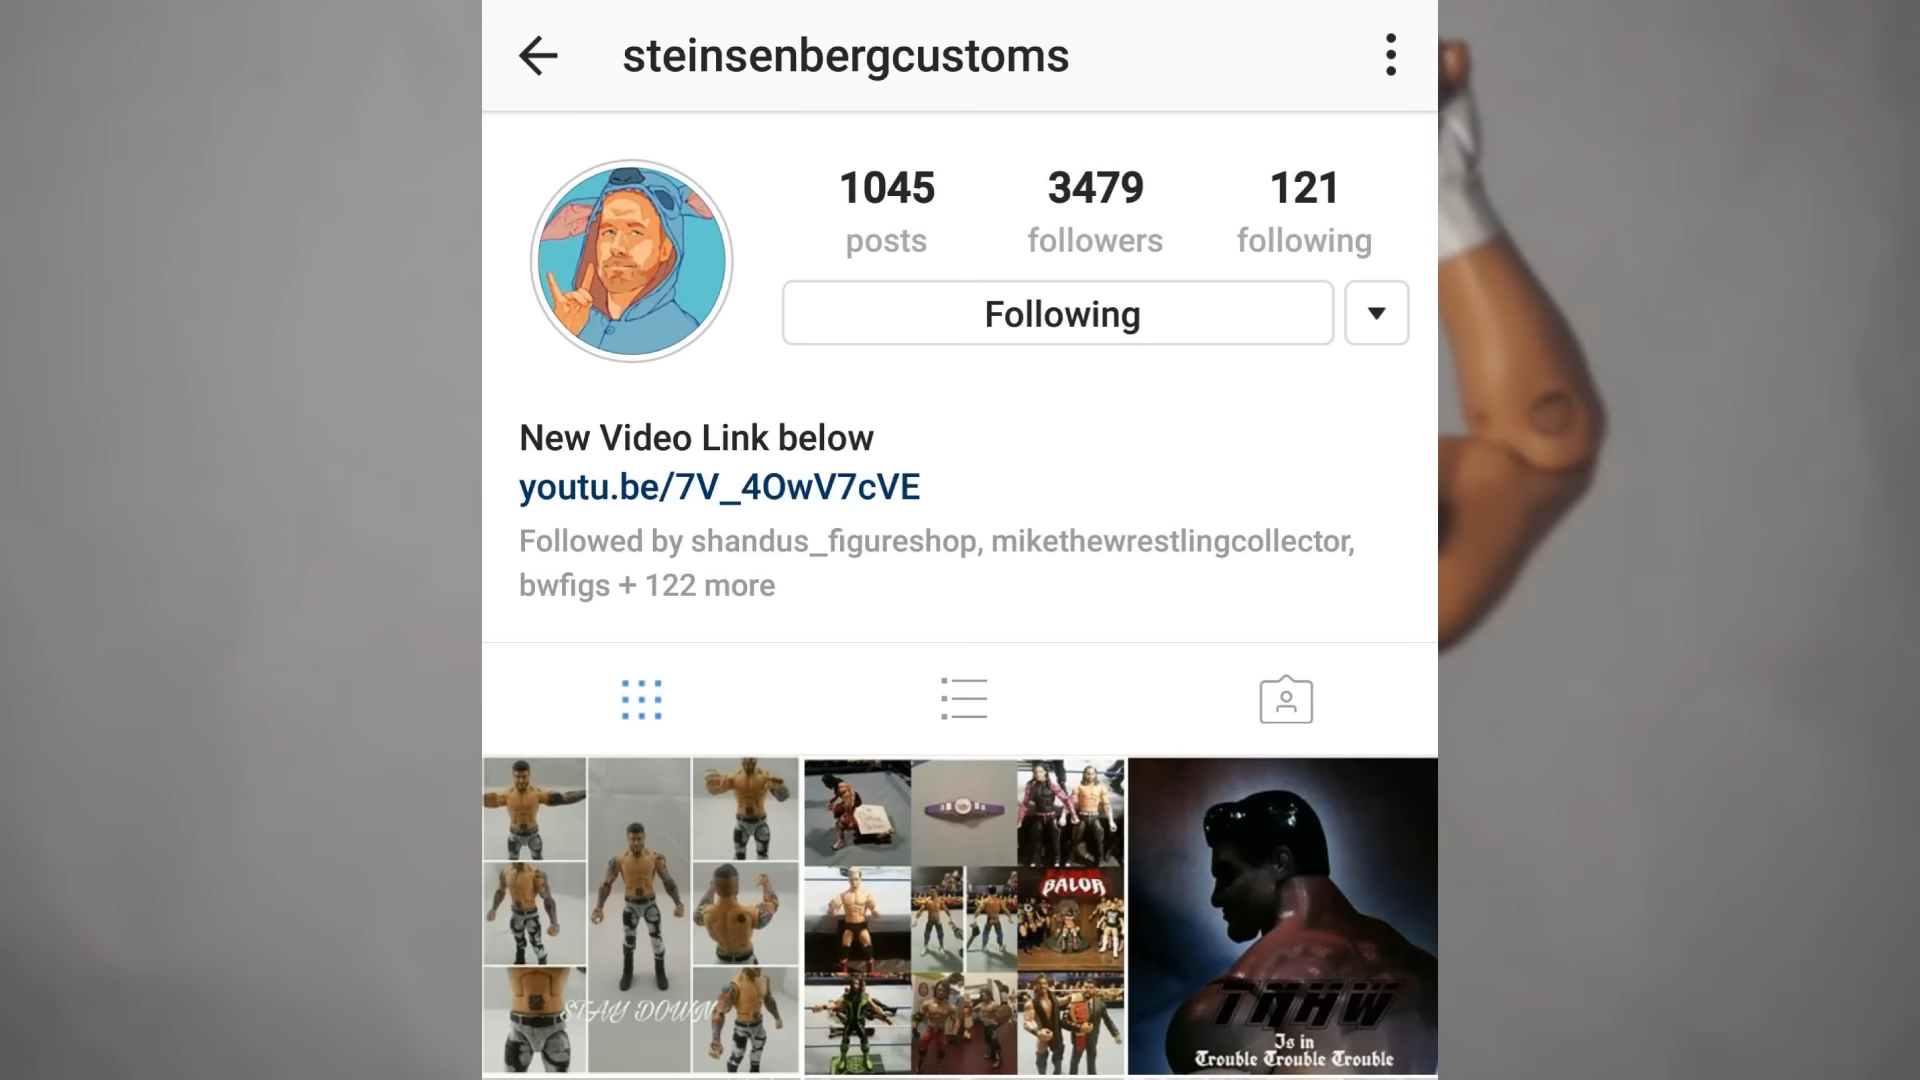 steinsenbergcustoms
1045
3479
121
posts
followers
following
Following
New Video Link below
youtu.be/7V_4OwV7cVE
Followed by shandus_figureshop, mikethewrestlingcollector,
bwfigs + 122 more
STAY DOWN
BALOR
TMHW
Is in
Trouble Trouble Trouble